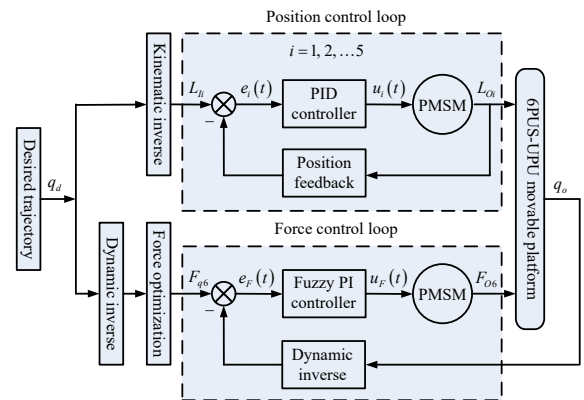 Position control loop
i = 1, 2, …5
Kinematic inverse
L_{Ii}
e_i(t)
PID
controller
u_i(t)
PMSM
L_{Oi}
−
Position
feedback
6PUS-UPU movable platform
Desired trajectory
q_d
q_o
Force control loop
Dynamic inverse
Force optimization
F_{q6}
e_F(t)
Fuzzy PI
controller
u_F(t)
PMSM
F_{O6}
−
Dynamic
inverse